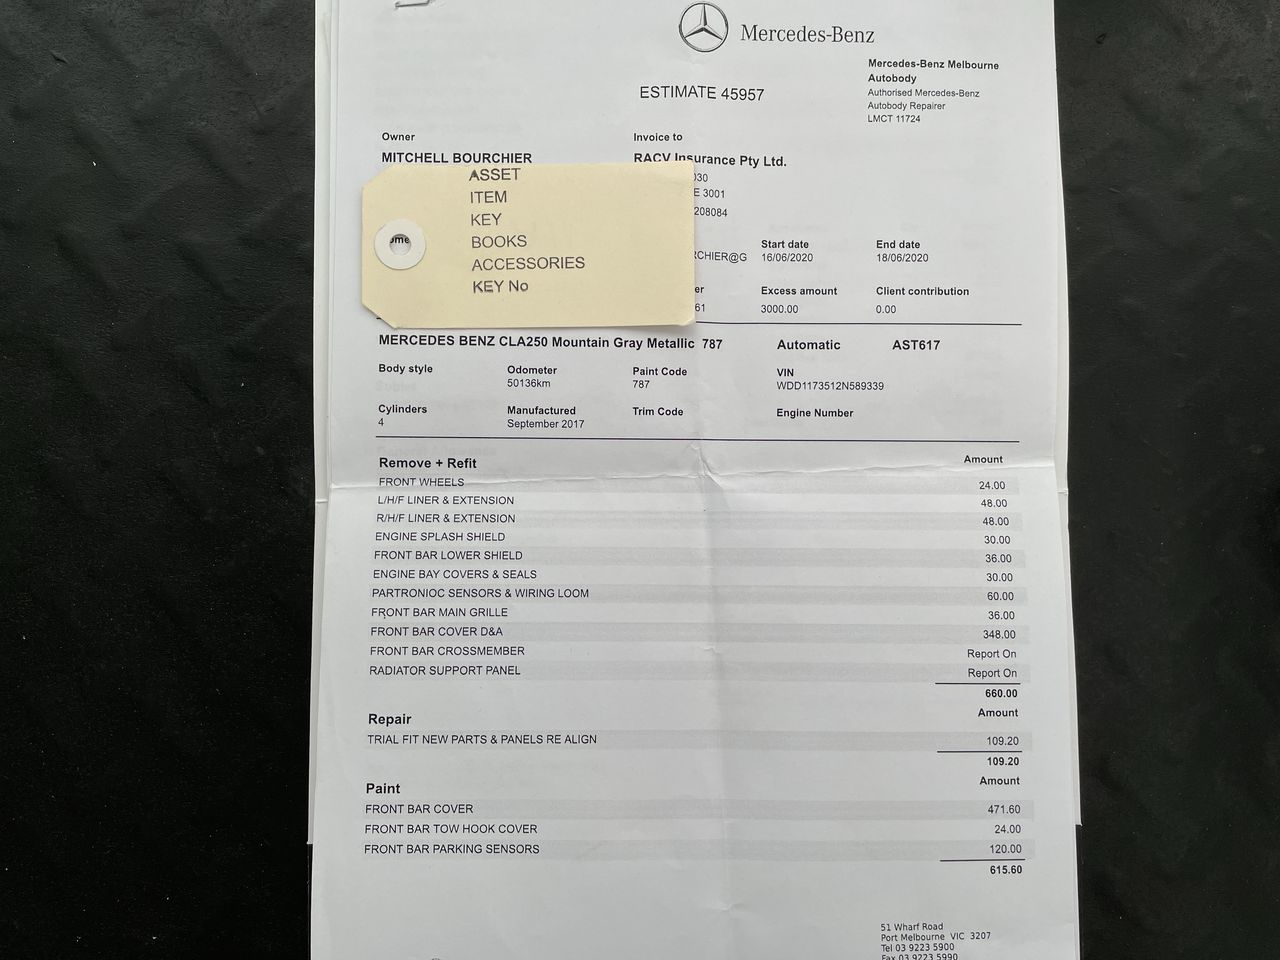 Mercedes-Benz
Mercedes-Benz Melbourne
Autobody
Authorised Mercedes-Benz
Autobody Repairer
LMCT 11724
ESTIMATE 45957
Owner
MITCHELL BOURCHIER
Invoice to
RACV Insurance Pty Ltd.
030
E 3001
208084
ASSET
ITEM
KEY
BOOKS
ACCESSORIES
KEY No
ome
RCHIER@G
Start date
16/06/2020
End date
18/06/2020
er
61
Excess amount
3000.00
Client contribution
0.00
MERCEDES BENZ CLA250 Mountain Gray Metallic 787 Automatic AST617
Body style
Odometer
50136km
Paint Code
787
VIN
WDD1173512N589339
Cylinders
4
Manufactured
September 2017
Trim Code
Engine Number
Remove + Refit Amount
FRONT WHEELS 24.00
L/H/F LINER & EXTENSION 48.00
R/H/F LINER & EXTENSION 48.00
ENGINE SPLASH SHIELD 30.00
FRONT BAR LOWER SHIELD 36.00
ENGINE BAY COVERS & SEALS 30.00
PARTRONIOC SENSORS & WIRING LOOM 60.00
FRONT BAR MAIN GRILLE 36.00
FRONT BAR COVER D&A 348.00
FRONT BAR CROSSMEMBER Report On
RADIATOR SUPPORT PANEL Report On
660.00
Repair Amount
TRIAL FIT NEW PARTS & PANELS RE ALIGN 109.20
109.20
Paint Amount
FRONT BAR COVER 471.60
FRONT BAR TOW HOOK COVER 24.00
FRONT BAR PARKING SENSORS 120.00
615.60
51 Wharf Road
Port Melbourne VIC 3207
Tel 03 9223 5900
Fax 03 9223 5990